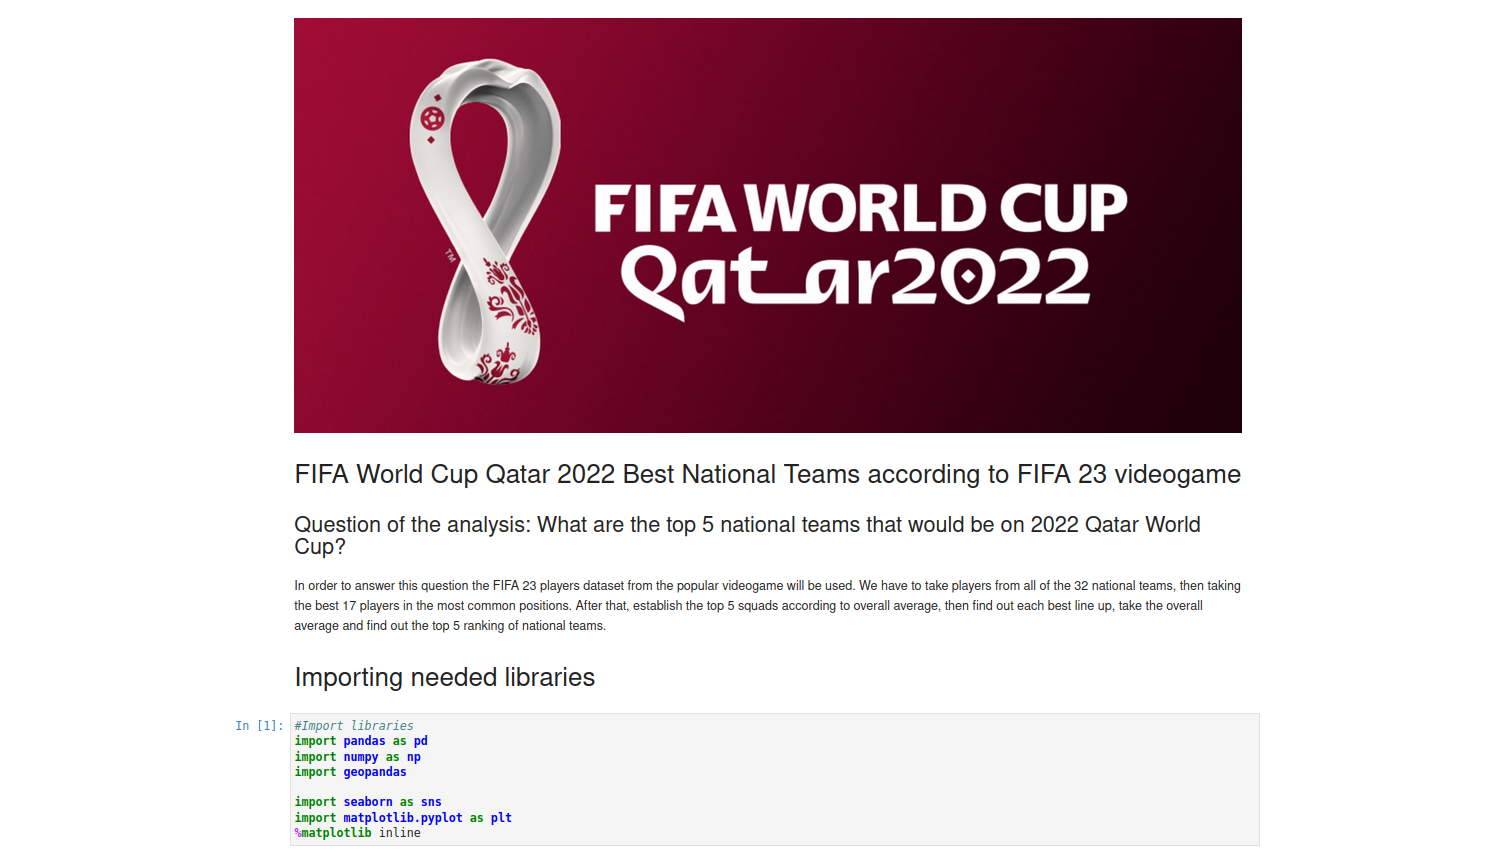 TM
FIFA WORLD CUP
Qatar2022
FIFA World Cup Qatar 2022 Best National Teams according to FIFA 23 videogame
Question of the analysis: What are the top 5 national teams that would be on 2022 Qatar World
Cup?
In order to answer this question the FIFA 23 players dataset from the popular videogame will be used. We have to take players from all of the 32 national teams, then taking
the best 17 players in the most common positions. After that, establish the top 5 squads according to overall average, then find out each best line up, take the overall
average and find out the top 5 ranking of national teams.
Importing needed libraries
In [1]: #Import libraries
import pandas as pd
import numpy as np
import geopandas
import seaborn as sns
import matplotlib.pyplot as plt
%matplotlib inline